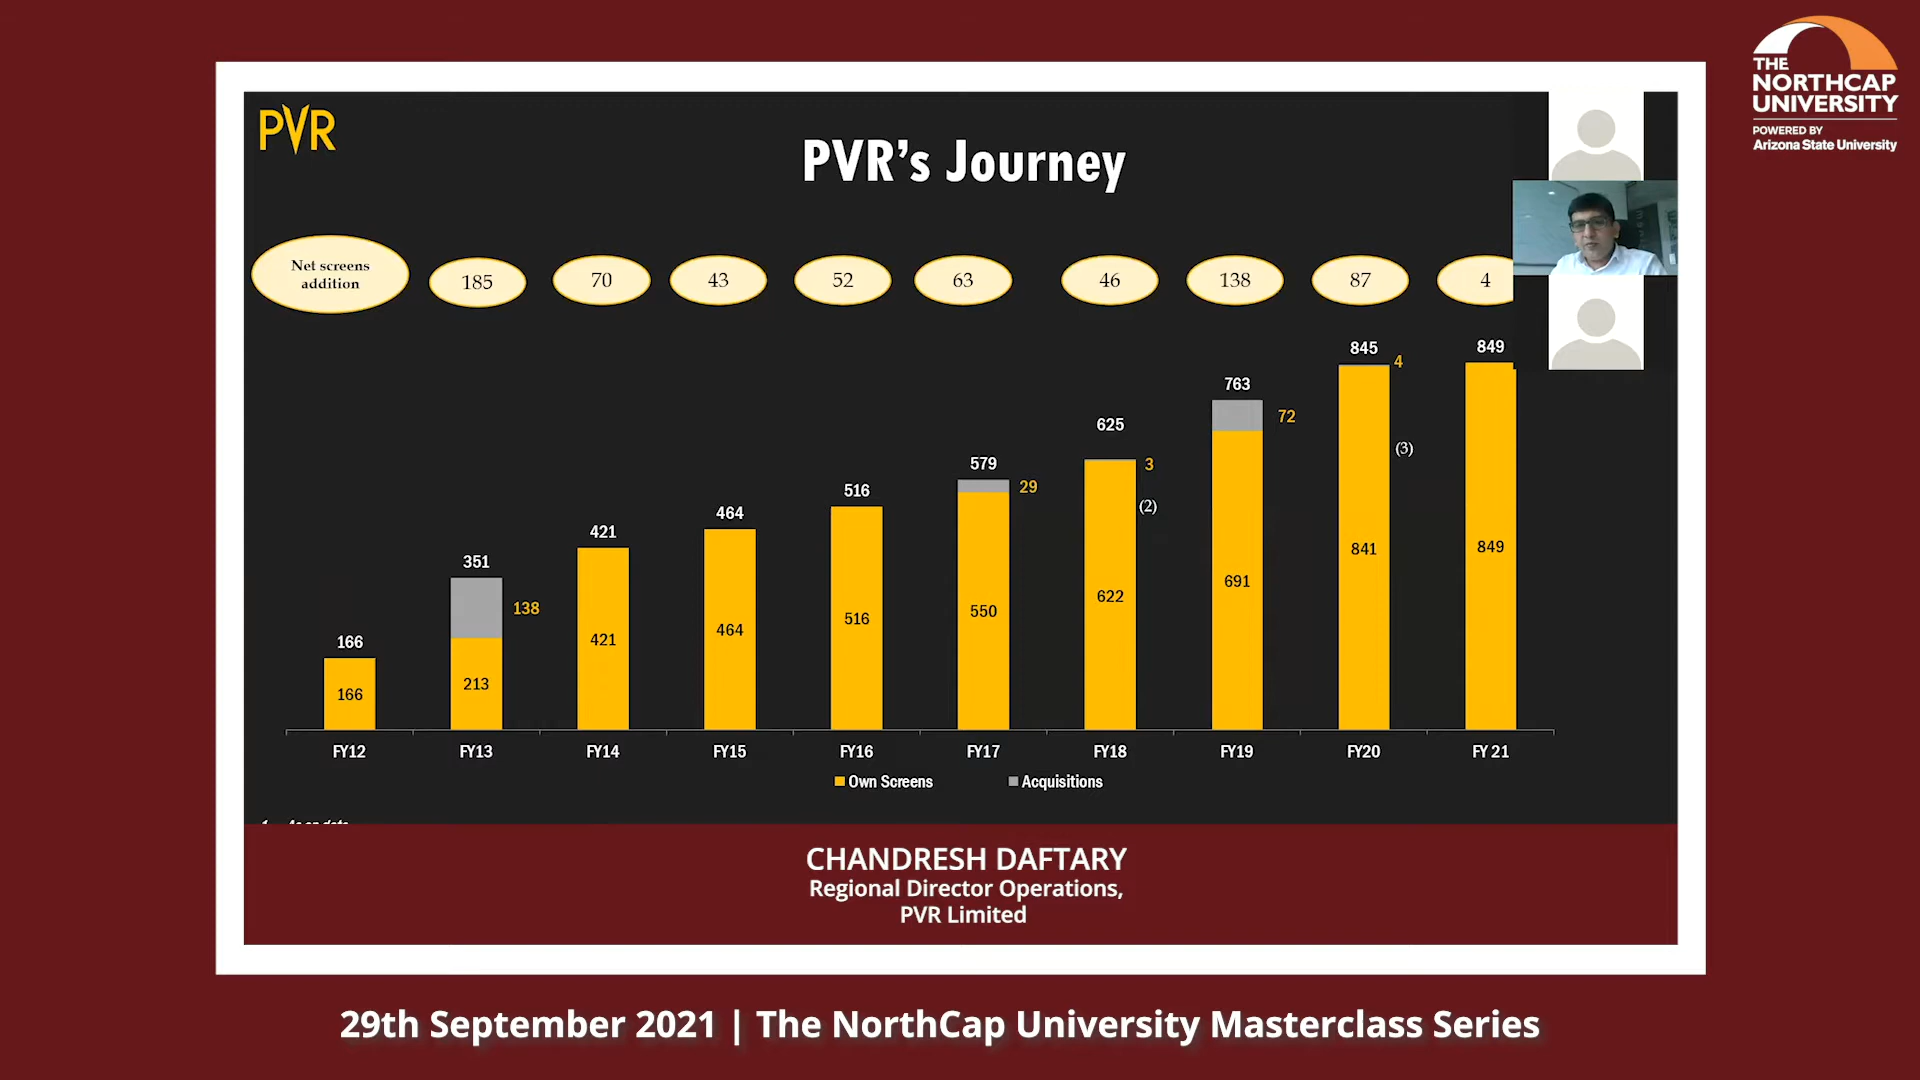 THE
NORTHCAP
UNIVERSITY
POWERED BY
Arizona State University
PVR
PVR's Journey
Net screens
addition
185
70
43
52
63
46
138
87
4
166
351
421
464
516
579
625
763
845
849
138
29
3
(2)
72
4
(3)
166
213
421
464
516
550
622
691
841
849
FY12
FY13
FY14
FY15
FY16
FY17
FY18
FY19
FY20
FY 21
Own Screens
Acquisitions
CHANDRESH DAFTARY
Regional Director Operations,
PVR Limited
29th September 2021 | The NorthCap University Masterclass Series